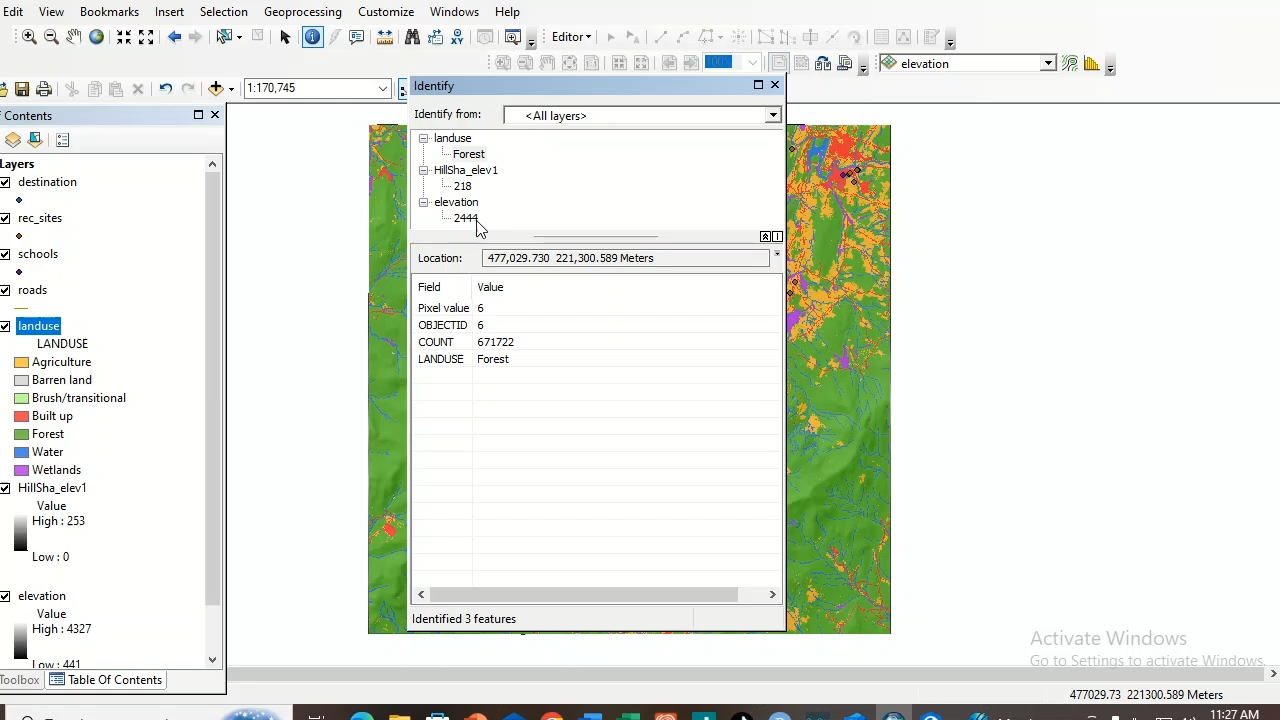 Edit View Bookmarks Insert Selection Geoprocessing Customize Windows Help
Editor
100%
elevation
1:170,745
Identify
Contents
Identify from: <All layers>
landuse
Forest
HillSha_elev1
218
elevation
2444
Layers
destination
rec_sites
schools
roads
landuse
LANDUSE
Agriculture
Barren land
Brush/transitional
Built up
Forest
Water
Wetlands
HillSha_elev1
Value
High : 253
Low : 0
elevation
Value
High : 4327
Low : 441
Toolbox Table Of Contents
Location: 477,029.730 221,300.589 Meters
Field Value
Pixel value 6
OBJECTID 6
COUNT 671722
LANDUSE Forest
Identified 3 features
Activate Windows
Go to Settings to activate Windows.
477029.73 221300.589 Meters
11:27 AM